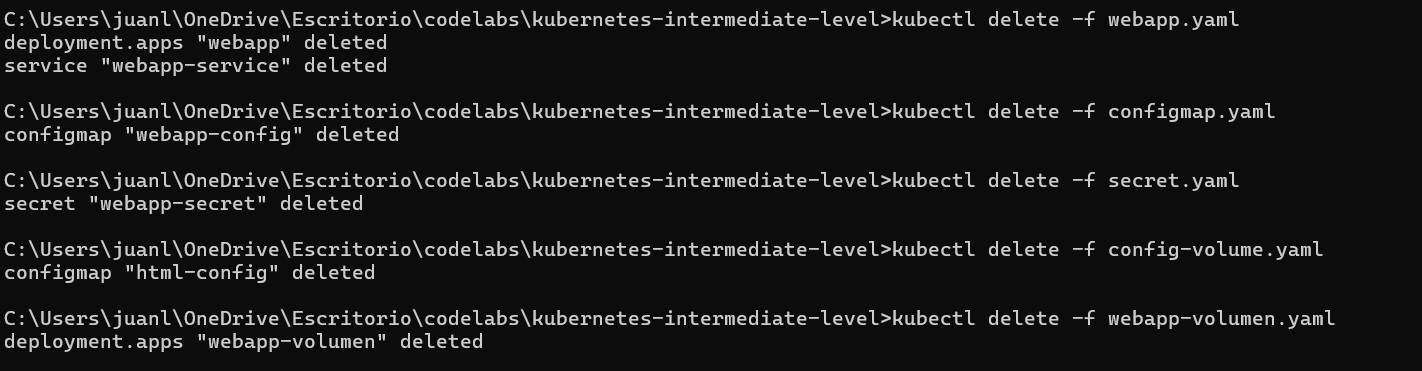 C:\Users\juanl\OneDrive\Escritorio\codelabs\kubernetes-intermediate-level>kubectl delete -f webapp.yaml
deployment.apps "webapp" deleted
service "webapp-service" deleted
C:\Users\juanl\OneDrive\Escritorio\codelabs\kubernetes-intermediate-level>kubectl delete -f configmap.yaml
configmap "webapp-config" deleted
C:\Users\juanl\OneDrive\Escritorio\codelabs\kubernetes-intermediate-level>kubectl delete -f secret.yaml
secret "webapp-secret" deleted
C:\Users\juanl\OneDrive\Escritorio\codelabs\kubernetes-intermediate-level>kubectl delete -f config-volume.yaml
configmap "html-config" deleted
C:\Users\juanl\OneDrive\Escritorio\codelabs\kubernetes-intermediate-level>kubectl delete -f webapp-volumen.yaml
deployment.apps "webapp-volumen" deleted